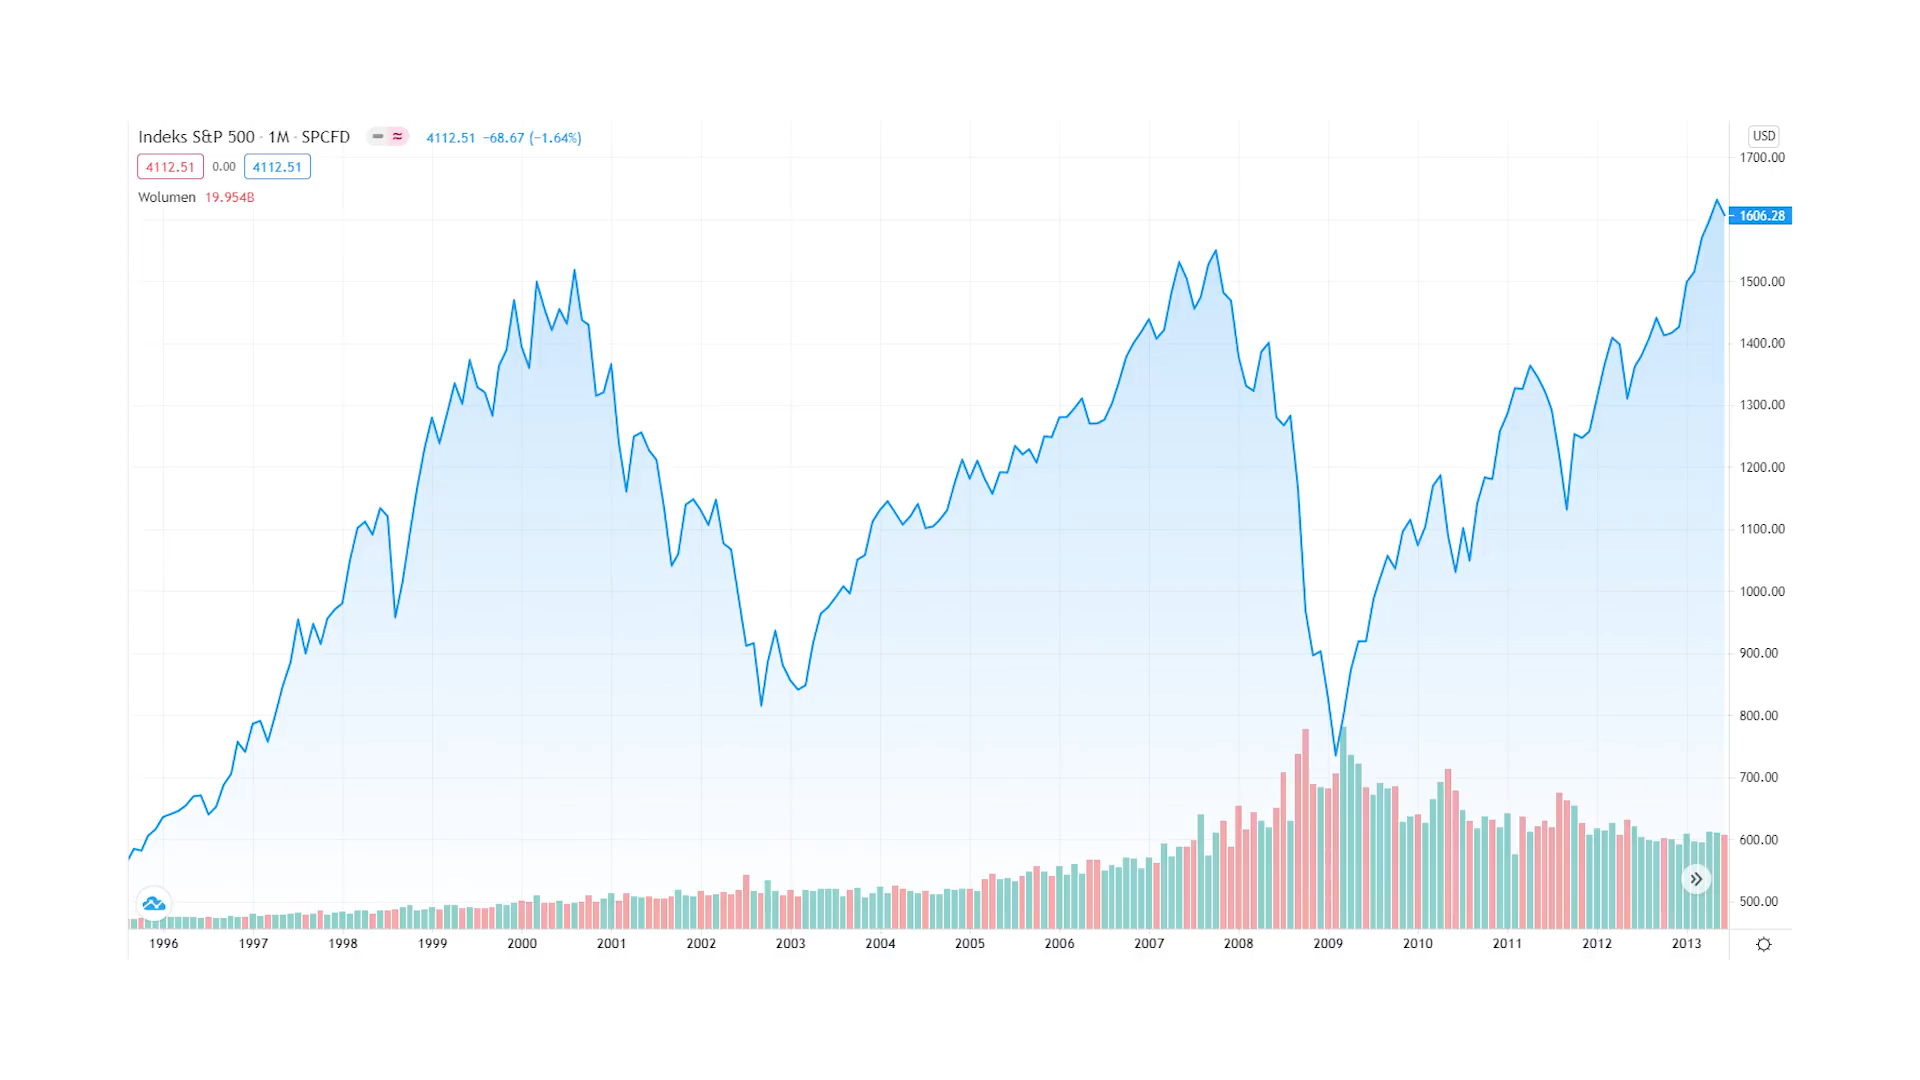 Indeks S&P 500 · 1M · SPCFD 4112.51 −68.67 (−1.64%)
4112.51 0.00 4112.51
Wolumen 19.954B
USD
1700.00
1606.28
1500.00
1400.00
1300.00
1200.00
1100.00
1000.00
900.00
800.00
700.00
600.00
500.00
1996 1997 1998 1999 2000 2001 2002 2003 2004 2005 2006 2007 2008 2009 2010 2011 2012 2013